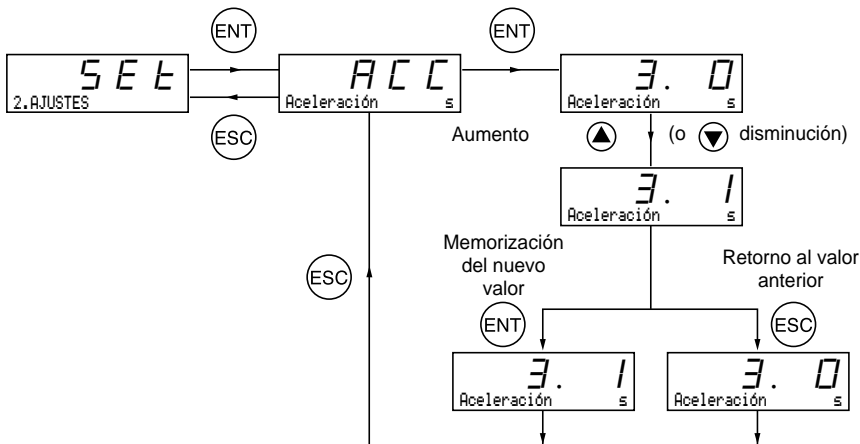 ENT
ENT
SEt
2.AJUSTES
ACC
Aceleración s
3. 0
Aceleración s
ESC
Aumento
(o
disminución)
3. 1
Aceleración s
Memorización
del nuevo
valor
Retorno al valor
anterior
ESC
ENT
ESC
3. 1
Aceleración s
3. 0
Aceleración s